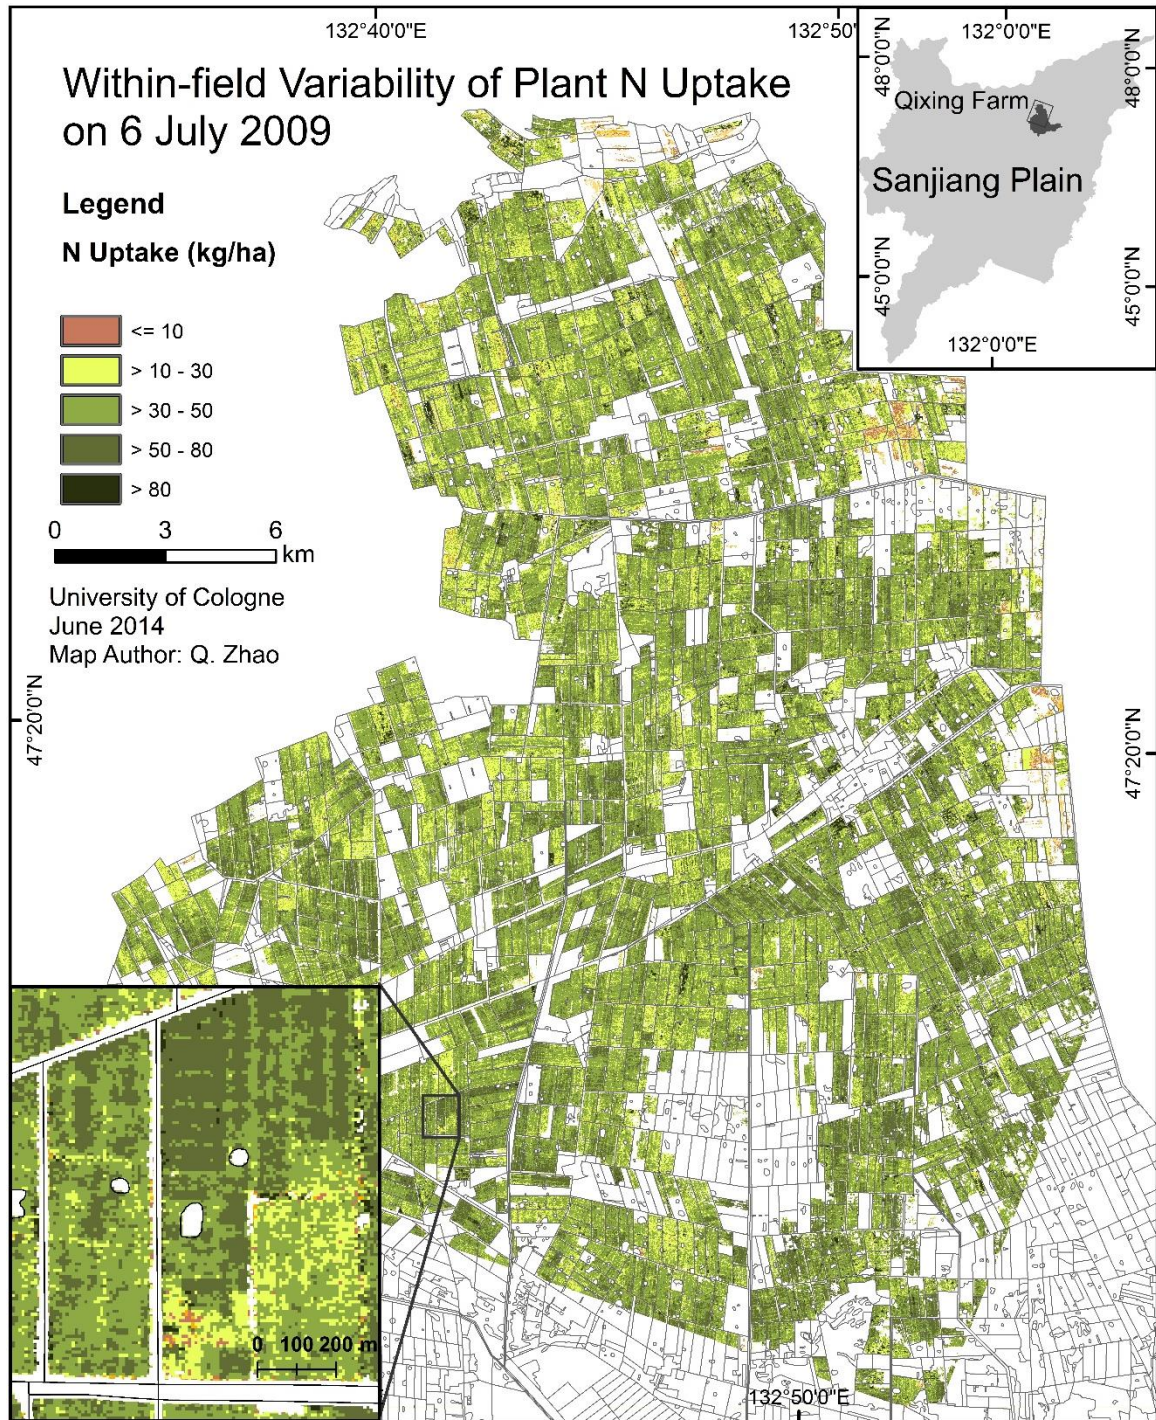 132°40'0"E
132°50'
Within-field Variability of Plant N Uptake
on 6 July 2009
Legend
N Uptake (kg/ha)
<= 10
> 10 - 30
> 30 - 50
> 50 - 80
> 80
0 3 6
km
University of Cologne
June 2014
Map Author: Q. Zhao
47°20'0"N
132°0'0"E
48°0'0"N
48°0'0"N
Qixing Farm
Sanjiang Plain
45°0'0"N
45°0'0"N
132°0'0"E
47°20'0"N
0 100 200 m
132°50'0"E